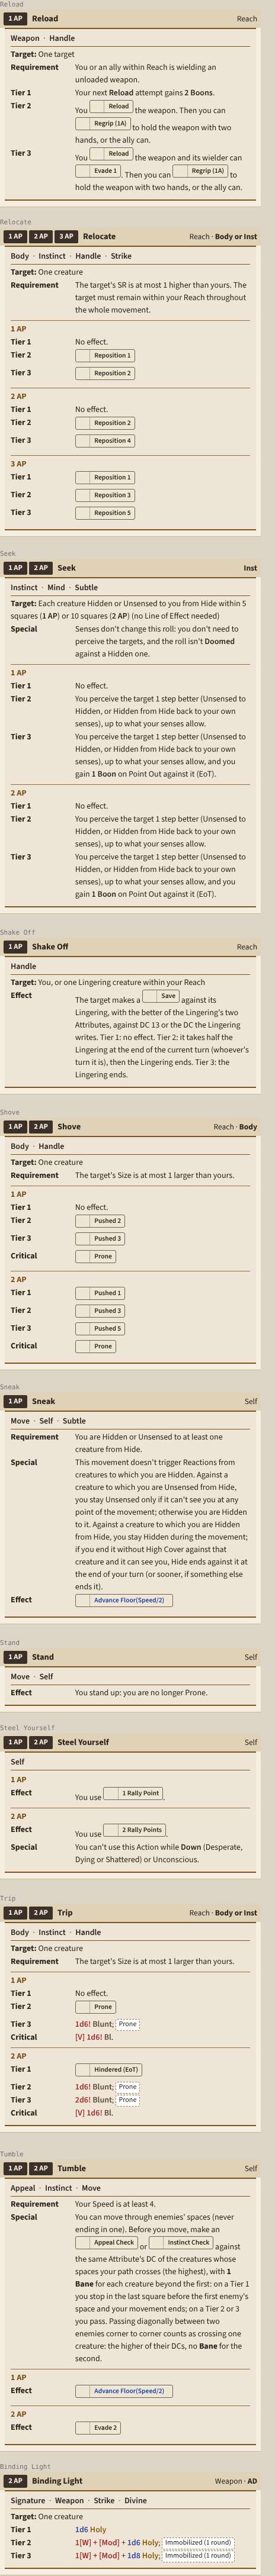 Reload
1 AP Reload Reach
Weapon · Handle
Target: One target
Requirement You or an ally within Reach is wielding an
unloaded weapon.
Tier 1 Your next Reload attempt gains 2 Boons.
Tier 2 You Reload the weapon. Then you can
Regrip (1A) to hold the weapon with two
hands, or the ally can.
Tier 3 You Reload the weapon and its wielder can
Evade 1. Then you can Regrip (1A) to
hold the weapon with two hands, or the ally can.
Relocate
1 AP 2 AP 3 AP Relocate Reach · Body or Inst
Body · Instinct · Handle · Strike
Target: One creature
Requirement The target's SR is at most 1 higher than yours. The
target must remain within your Reach throughout
the whole movement.
1 AP
Tier 1 No effect.
Tier 2 Reposition 1
Tier 3 Reposition 2
2 AP
Tier 1 No effect.
Tier 2 Reposition 2
Tier 3 Reposition 4
3 AP
Tier 1 Reposition 1
Tier 2 Reposition 3
Tier 3 Reposition 5
Seek
1 AP 2 AP Seek Inst
Instinct · Mind · Subtle
Target: Each creature Hidden or Unsensed to you from Hide within 5
squares (1 AP) or 10 squares (2 AP) (no Line of Effect needed)
Special Senses don't change this roll: you don't need to
perceive the targets, and the roll isn't Doomed
against a Hidden one.
1 AP
Tier 1 No effect.
Tier 2 You perceive the target 1 step better (Unsensed to
Hidden, or Hidden from Hide back to your own
senses), up to what your senses allow.
Tier 3 You perceive the target 1 step better (Unsensed to
Hidden, or Hidden from Hide back to your own
senses), up to what your senses allow, and you
gain 1 Boon on Point Out against it (EoT).
2 AP
Tier 1 No effect.
Tier 2 You perceive the target 1 step better (Unsensed to
Hidden, or Hidden from Hide back to your own
senses), up to what your senses allow.
Tier 3 You perceive the target 1 step better (Unsensed to
Hidden, or Hidden from Hide back to your own
senses), up to what your senses allow, and you
gain 1 Boon on Point Out against it (EoT).
Shake Off
1 AP Shake Off Reach
Handle
Target: You, or one Lingering creature within your Reach
Effect The target makes a Save against its
Lingering, with the better of the Lingering's two
Attributes, against DC 13 or the DC the Lingering
writes. Tier 1: no effect. Tier 2: it takes half the
Lingering at the end of the current turn (whoever's
turn it is), then the Lingering ends. Tier 3: the
Lingering ends.
Shove
1 AP 2 AP Shove Reach · Body
Body · Handle
Target: One creature
Requirement The target's Size is at most 1 larger than yours.
1 AP
Tier 1 No effect.
Tier 2 Pushed 2
Tier 3 Pushed 3
Critical Prone
2 AP
Tier 1 Pushed 1
Tier 2 Pushed 3
Tier 3 Pushed 5
Critical Prone
Sneak
1 AP Sneak Self
Move · Self · Subtle
Requirement You are Hidden or Unsensed to at least one
creature from Hide.
Special This movement doesn't trigger Reactions from
creatures to which you are Hidden. Against a
creature to which you are Unsensed from Hide,
you stay Unsensed only if it can't see you at any
point of the movement; otherwise you are Hidden
to it. Against a creature to which you are Hidden
from Hide, you stay Hidden during the movement;
if you end it without High Cover against that
creature and it can see you, Hide ends against it at
the end of your turn (or sooner, if something else
ends it).
Effect Advance Floor(Speed/2)
Stand
1 AP Stand Self
Move · Self
Effect You stand up: you are no longer Prone.
Steel Yourself
1 AP 2 AP Steel Yourself Self
Self
1 AP
Effect You use 1 Rally Point.
2 AP
Effect You use 2 Rally Points.
Special You can't use this Action while Down (Desperate,
Dying or Shattered) or Unconscious.
Trip
1 AP 2 AP Trip Reach · Body or Inst
Body · Instinct · Handle
Target: One creature
Requirement The target's Size is at most 1 larger than yours.
1 AP
Tier 1 No effect.
Tier 2 Prone
Tier 3 1d6! Blunt; Prone
Critical [V] 1d6! Bl.
2 AP
Tier 1 Hindered (EoT)
Tier 2 1d6! Blunt; Prone
Tier 3 2d6! Blunt; Prone
Critical [V] 1d6! Bl.
Tumble
1 AP 2 AP Tumble Self
Appeal · Instinct · Move
Requirement Your Speed is at least 4.
Special You can move through enemies' spaces (never
ending in one). Before you move, make an
Appeal Check or Instinct Check against
the same Attribute's DC of the creatures whose
spaces your path crosses (the highest), with 1
Bane for each creature beyond the first: on a Tier 1
you stop in the last square before the first enemy's
space and your movement ends; on a Tier 2 or 3
you pass. Passing diagonally between two
enemies corner to corner counts as crossing one
creature: the higher of their DCs, no Bane for the
second.
1 AP
Effect Advance Floor(Speed/2)
2 AP
Effect Evade 2
Binding Light
2 AP Binding Light Weapon · AD
Signature · Weapon · Strike · Divine
Target: One creature
Tier 1 1d6 Holy
Tier 2 1[W] + [Mod] + 1d6 Holy; Immobilized (1 round)
Tier 3 1[W] + [Mod] + 1d8 Holy; Immobilized (1 round)